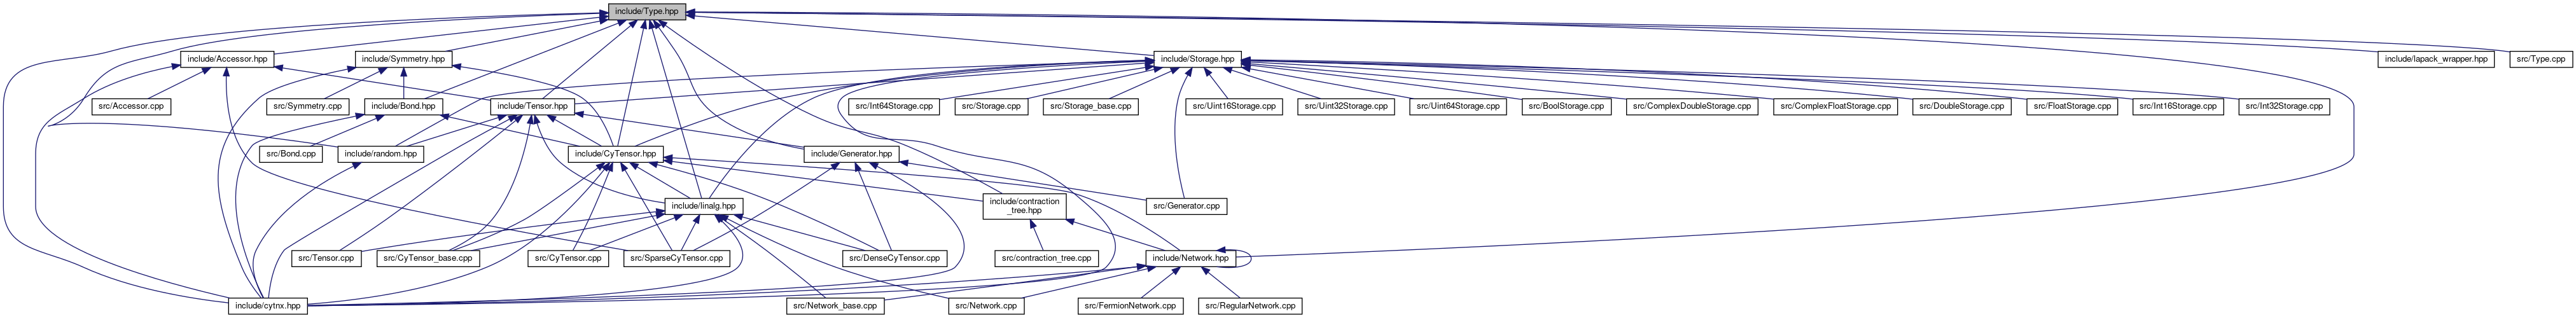 include/Type.hpp
include/Accessor.hpp
include/Symmetry.hpp
include/Storage.hpp
include/lapack_wrapper.hpp
src/Type.cpp
src/Accessor.cpp
src/Symmetry.cpp
include/Bond.hpp
include/Tensor.hpp
src/Int64Storage.cpp
src/Storage.cpp
src/Storage_base.cpp
src/Uint16Storage.cpp
src/Uint32Storage.cpp
src/Uint64Storage.cpp
src/BoolStorage.cpp
src/ComplexDoubleStorage.cpp
src/ComplexFloatStorage.cpp
src/DoubleStorage.cpp
src/FloatStorage.cpp
src/Int16Storage.cpp
src/Int32Storage.cpp
src/Bond.cpp
include/random.hpp
include/CyTensor.hpp
include/Generator.hpp
include/linalg.hpp
include/contraction
_tree.hpp
src/Generator.cpp
src/Tensor.cpp
src/CyTensor_base.cpp
src/CyTensor.cpp
src/SparseCyTensor.cpp
src/DenseCyTensor.cpp
src/contraction_tree.cpp
include/Network.hpp
include/cytnx.hpp
src/Network_base.cpp
src/Network.cpp
src/FermionNetwork.cpp
src/RegularNetwork.cpp